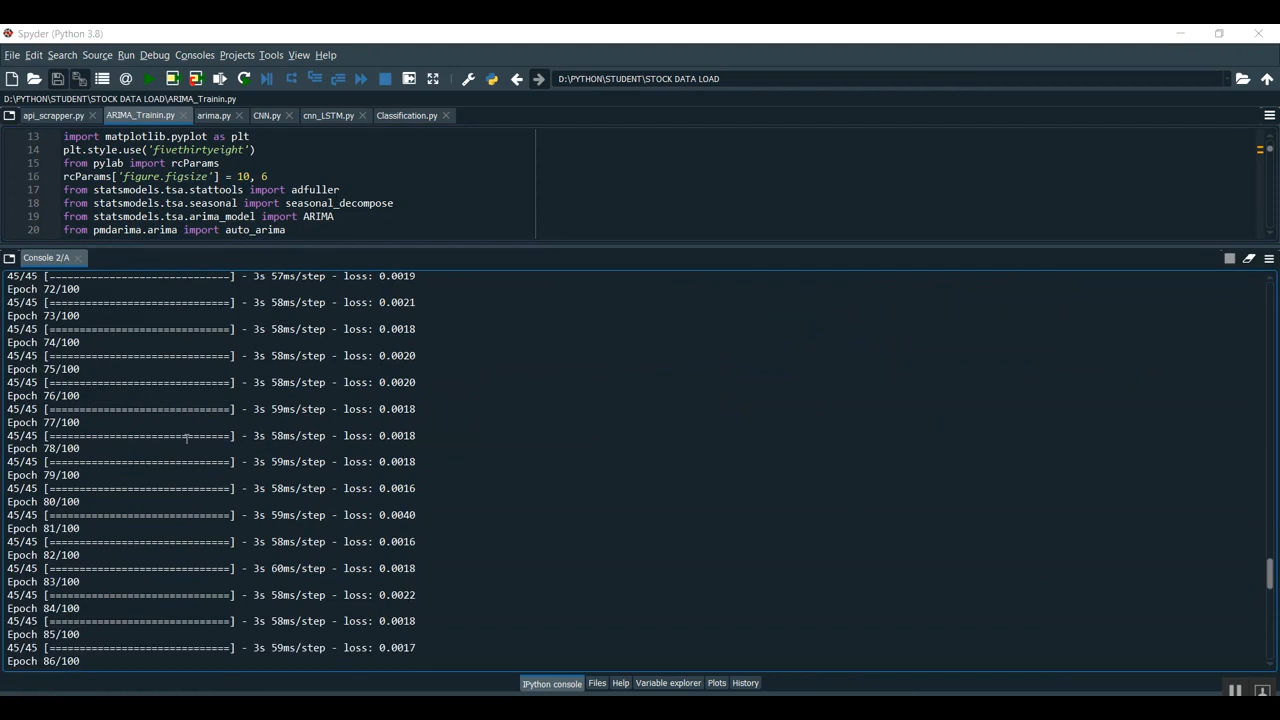 Spyder (Python 3.8)
File Edit Search Source Run Debug Consoles Projects Tools View Help
D:\PYTHON\STUDENT\STOCK DATA LOAD
D:\PYTHON\STUDENT\STOCK DATA LOAD\ARIMA_Trainin.py
api_scrapper.py ARIMA_Trainin.py arima.py CNN.py cnn_LSTM.py Classification.py
13 import matplotlib.pyplot as plt
14 plt.style.use('fivethirtyeight')
15 from pylab import rcParams
16 rcParams['figure.figsize'] = 10, 6
17 from statsmodels.tsa.stattools import adfuller
18 from statsmodels.tsa.seasonal import seasonal_decompose
19 from statsmodels.tsa.arima_model import ARIMA
20 from pmdarima.arima import auto_arima
Console 2/A
45/45 [==============================] - 3s 57ms/step - loss: 0.0019
Epoch 72/100
45/45 [==============================] - 3s 58ms/step - loss: 0.0021
Epoch 73/100
45/45 [==============================] - 3s 58ms/step - loss: 0.0018
Epoch 74/100
45/45 [==============================] - 3s 58ms/step - loss: 0.0020
Epoch 75/100
45/45 [==============================] - 3s 58ms/step - loss: 0.0020
Epoch 76/100
45/45 [==============================] - 3s 59ms/step - loss: 0.0018
Epoch 77/100
45/45 [==============================] - 3s 58ms/step - loss: 0.0018
Epoch 78/100
45/45 [==============================] - 3s 59ms/step - loss: 0.0018
Epoch 79/100
45/45 [==============================] - 3s 58ms/step - loss: 0.0016
Epoch 80/100
45/45 [==============================] - 3s 59ms/step - loss: 0.0040
Epoch 81/100
45/45 [==============================] - 3s 58ms/step - loss: 0.0016
Epoch 82/100
45/45 [==============================] - 3s 60ms/step - loss: 0.0018
Epoch 83/100
45/45 [==============================] - 3s 58ms/step - loss: 0.0022
Epoch 84/100
45/45 [==============================] - 3s 58ms/step - loss: 0.0018
Epoch 85/100
45/45 [==============================] - 3s 59ms/step - loss: 0.0017
Epoch 86/100
IPython console Files Help Variable explorer Plots History